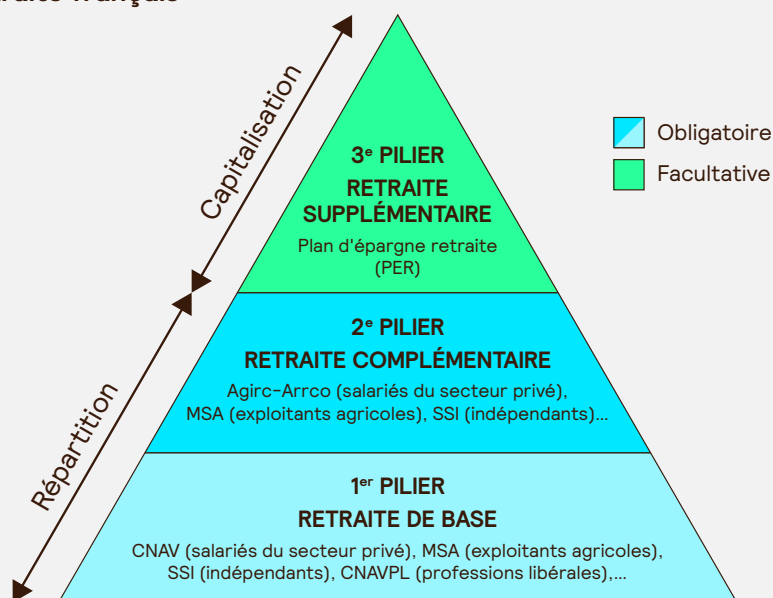 3e PILIER
RETRAITE
SUPPLÉMENTAIRE
Plan d'épargne retraite
(PER)
Capitalisation
Obligatoire
Facultative
2e PILIER
RETRAITE COMPLÉMENTAIRE
Agirc-Arrco (salariés du secteur privé),
MSA (exploitants agricoles), SSI (indépendants)...
Répartition
1er PILIER
RETRAITE DE BASE
CNAV (salariés du secteur privé), MSA (exploitants agricoles),
SSI (indépendants), CNAVPL (professions libérales),...